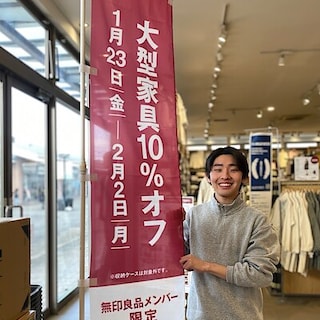 大型家具10%オフ
1月23日（金）—2月2日（月）
※収納ケースは対象外です。
無印良品メンバー
限定